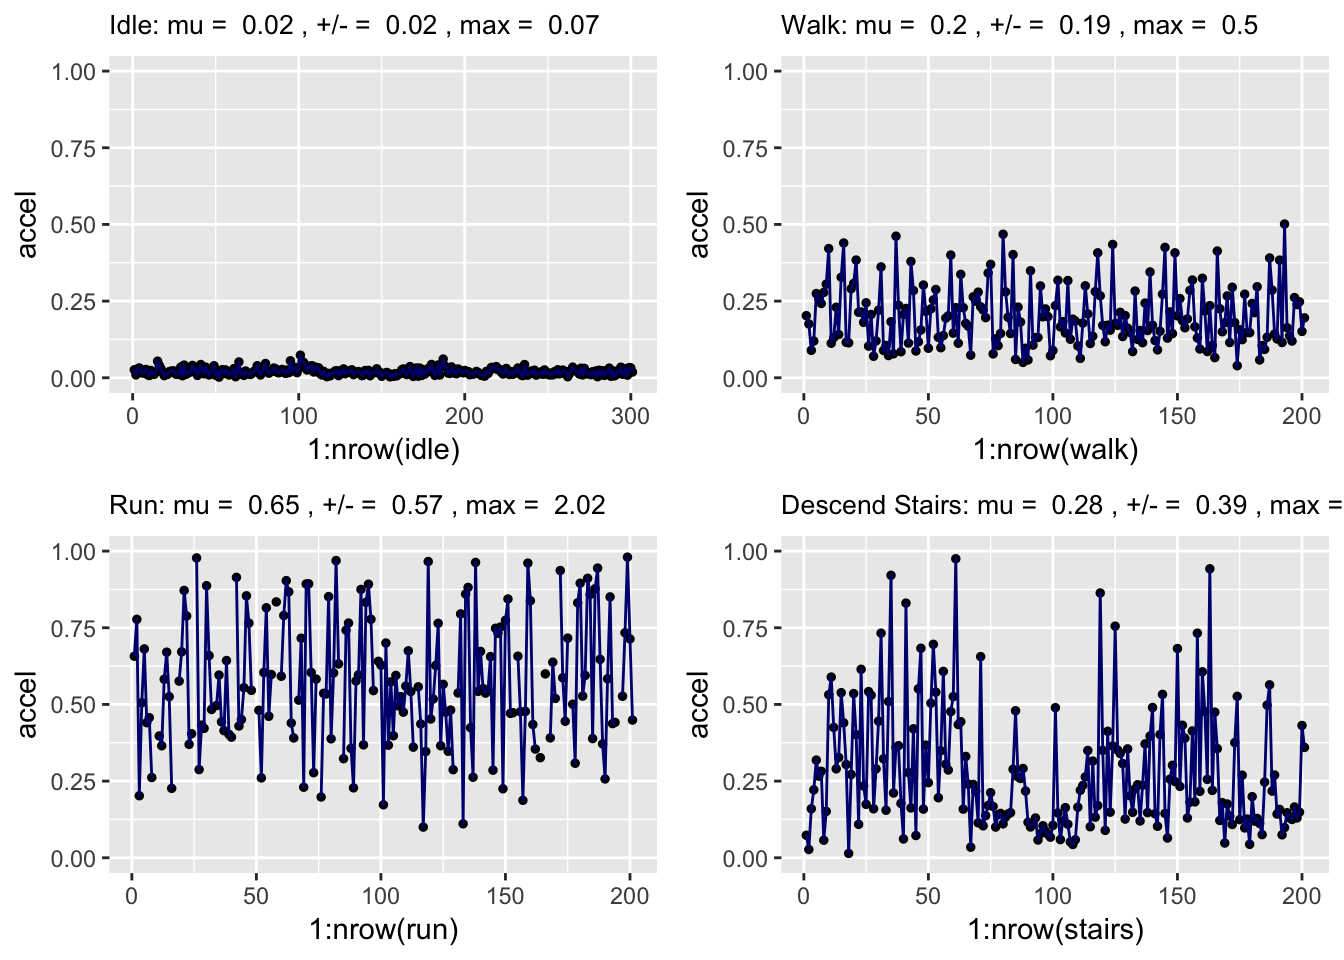 Idle: mu =  0.02 , +/- =  0.02 , max =  0.07
1.00
0.75
0.50
0.25
0.00
accel
0 100 200 300
1:nrow(idle)
Walk: mu =  0.2 , +/- =  0.19 , max =  0.5
1.00
0.75
0.50
0.25
0.00
accel
0 50 100 150 200
1:nrow(walk)
Run: mu =  0.65 , +/- =  0.57 , max =  2.02
1.00
0.75
0.50
0.25
0.00
accel
0 50 100 150 200
1:nrow(run)
Descend Stairs: mu =  0.28 , +/- =  0.39 , max =
1.00
0.75
0.50
0.25
0.00
accel
0 50 100 150 200
1:nrow(stairs)